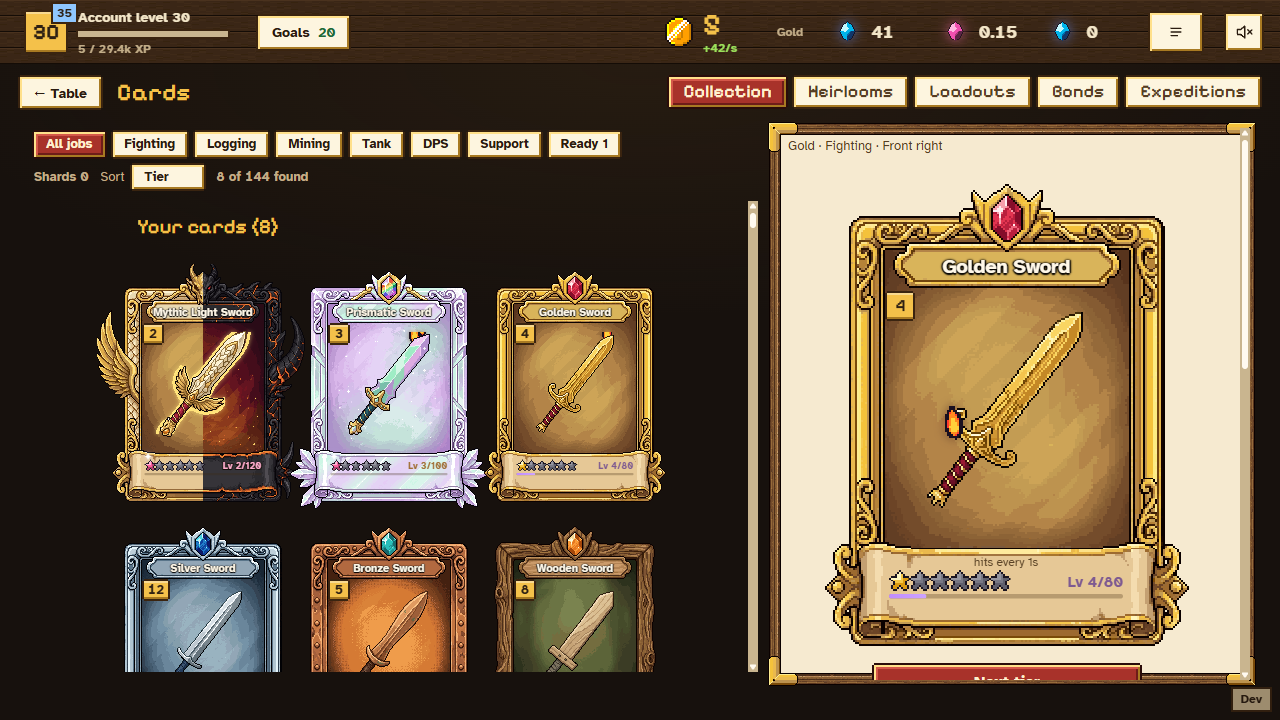 35
30
Account level 30
5 / 29.4k XP
Goals 20
8
+42/s
Gold
41
0.15
0
← Table
Cards
Collection
Heirlooms
Loadouts
Bonds
Expeditions
All jobs
Fighting
Logging
Mining
Tank
DPS
Support
Ready 1
Shards 0
Sort
Tier
8 of 144 found
Your cards (8)
Mythic Light Sword
2
Lv 2/120
Prismatic Sword
3
Lv 3/100
Golden Sword
4
Lv 4/80
Silver Sword
12
Bronze Sword
5
Wooden Sword
8
Gold · Fighting · Front right
Golden Sword
4
hits every 1s
Lv 4/80
Next tier
Dev